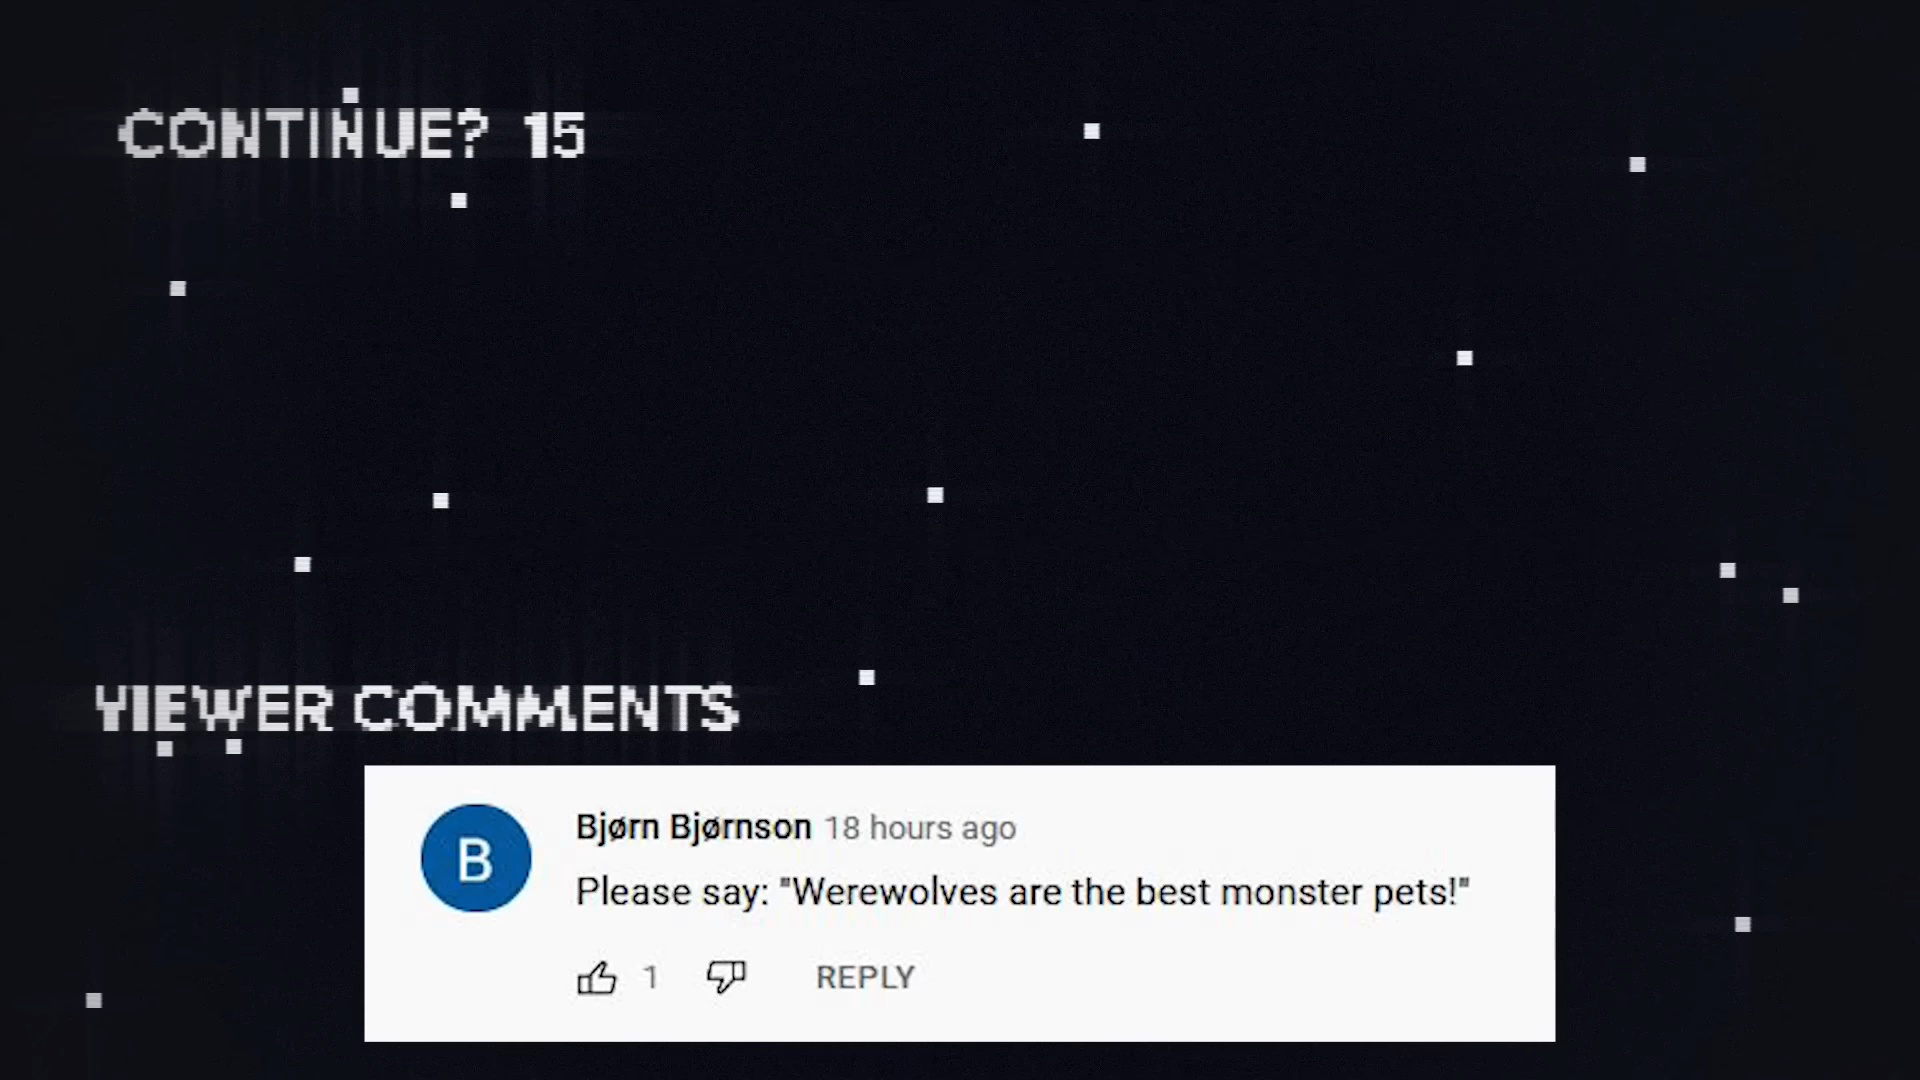 CONTINUE? 15
VIEWER COMMENTS
B
Bjørn Bjørnson 18 hours ago
Please say: "Werewolves are the best monster pets!"
1 REPLY